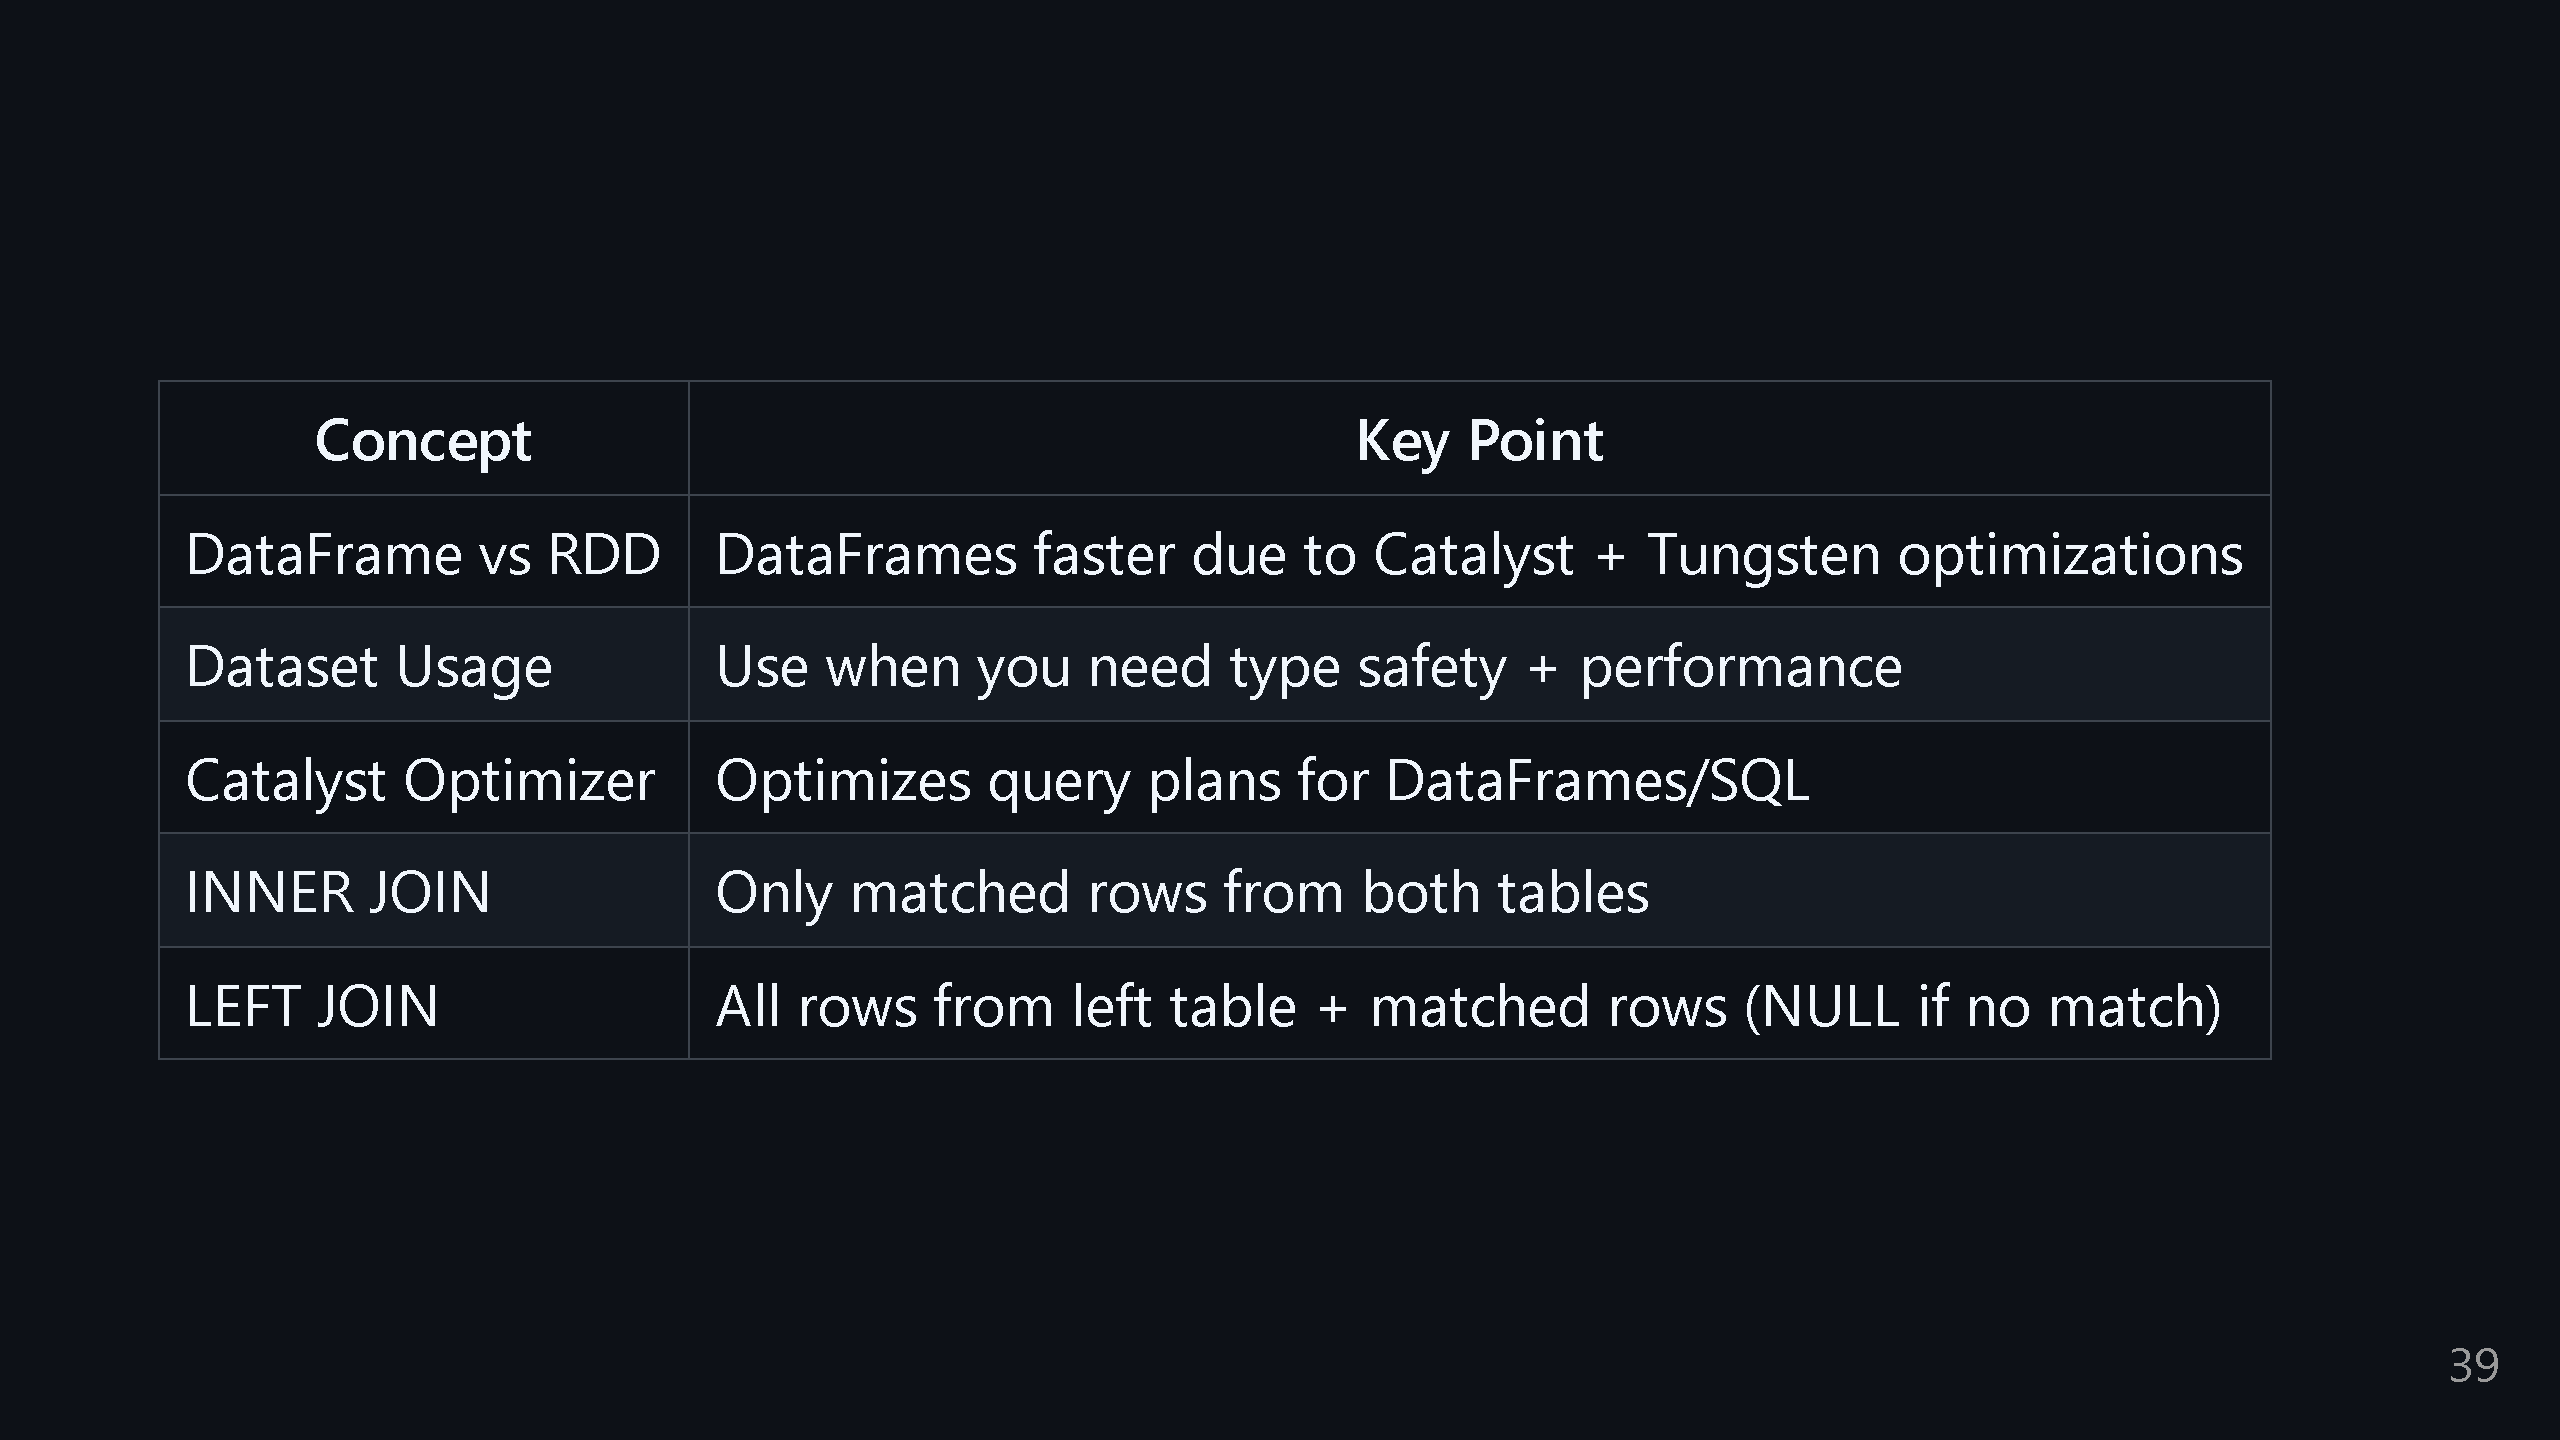 Concept Key Point
DataFrame vs RDD DataFrames faster due to Catalyst + Tungsten optimizations
Dataset Usage Use when you need type safety + performance
Catalyst Optimizer Optimizes query plans for DataFrames/SQL
INNER JOIN Only matched rows from both tables
LEFT JOIN All rows from left table + matched rows (NULL if no match)
39